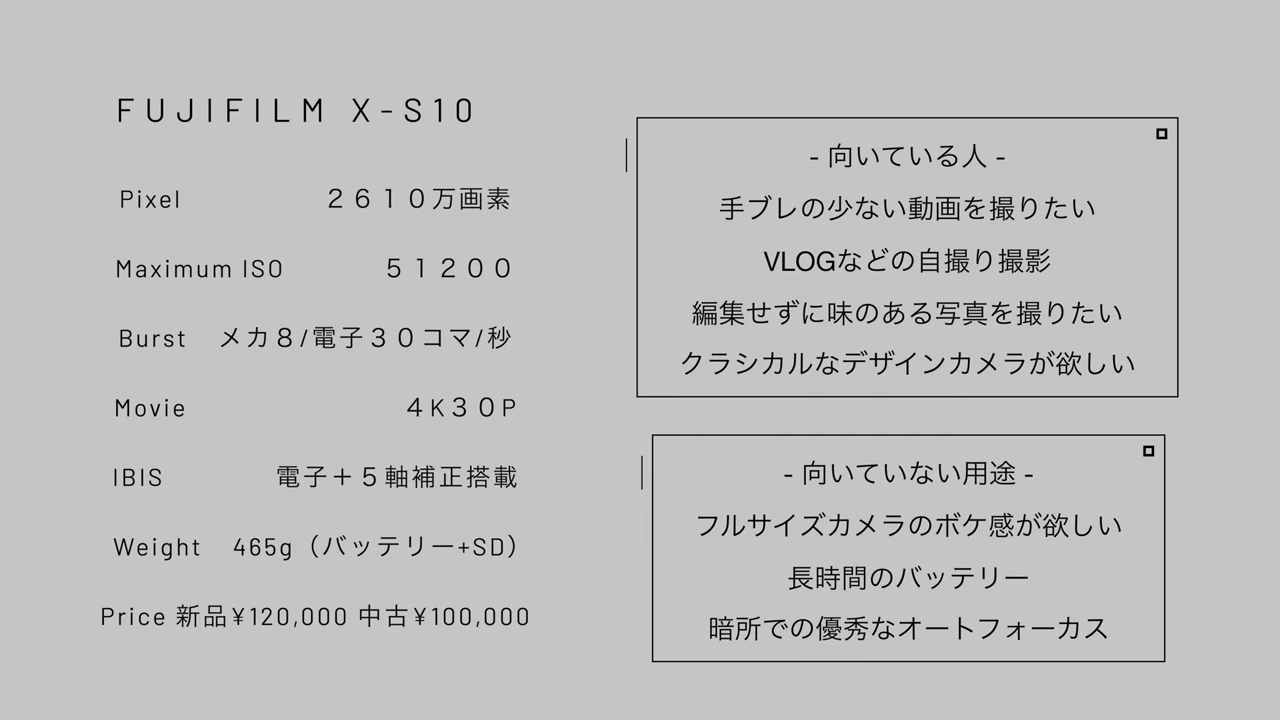 FUJIFILM X-S10
Pixel ２６１０万画素
Maximum ISO ５１２００
Burst メカ８/電子３０コマ/秒
Movie ４K３０P
IBIS 電子＋５軸補正搭載
Weight 465g（バッテリー+SD）
Price 新品¥120,000 中古¥100,000
- 向いている人 -
手ブレの少ない動画を撮りたい
VLOGなどの自撮り撮影
編集せずに味のある写真を撮りたい
クラシカルなデザインカメラが欲しい
- 向いていない用途 -
フルサイズカメラのボケ感が欲しい
長時間のバッテリー
暗所での優秀なオートフォーカス